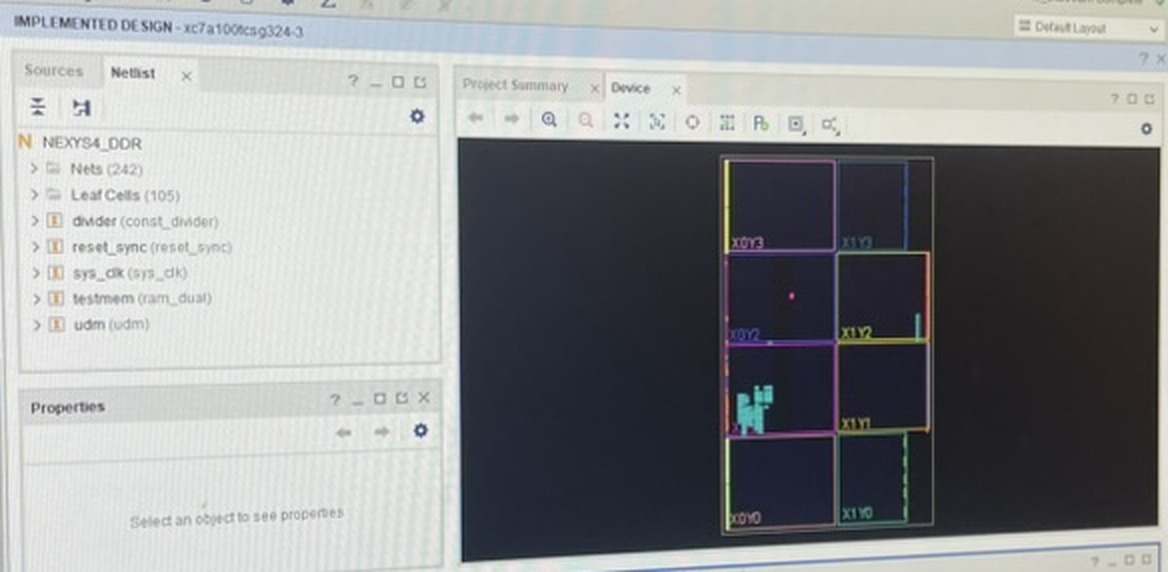 IMPLEMENTED DESIGN - xc7a100tcsg324-3
Default Layout
Sources
Netlist
Project Summary
Device
N NEXYS4_DDR
Nets (242)
Leaf Cells (105)
divider (const_divider)
reset_sync (reset_sync)
sys_clk (sys_clk)
testmem (ram_dual)
udm (udm)
X0Y3
X1Y3
X0Y2
X1Y2
X1Y1
X0Y0
X1Y0
Properties
Select an object to see properties